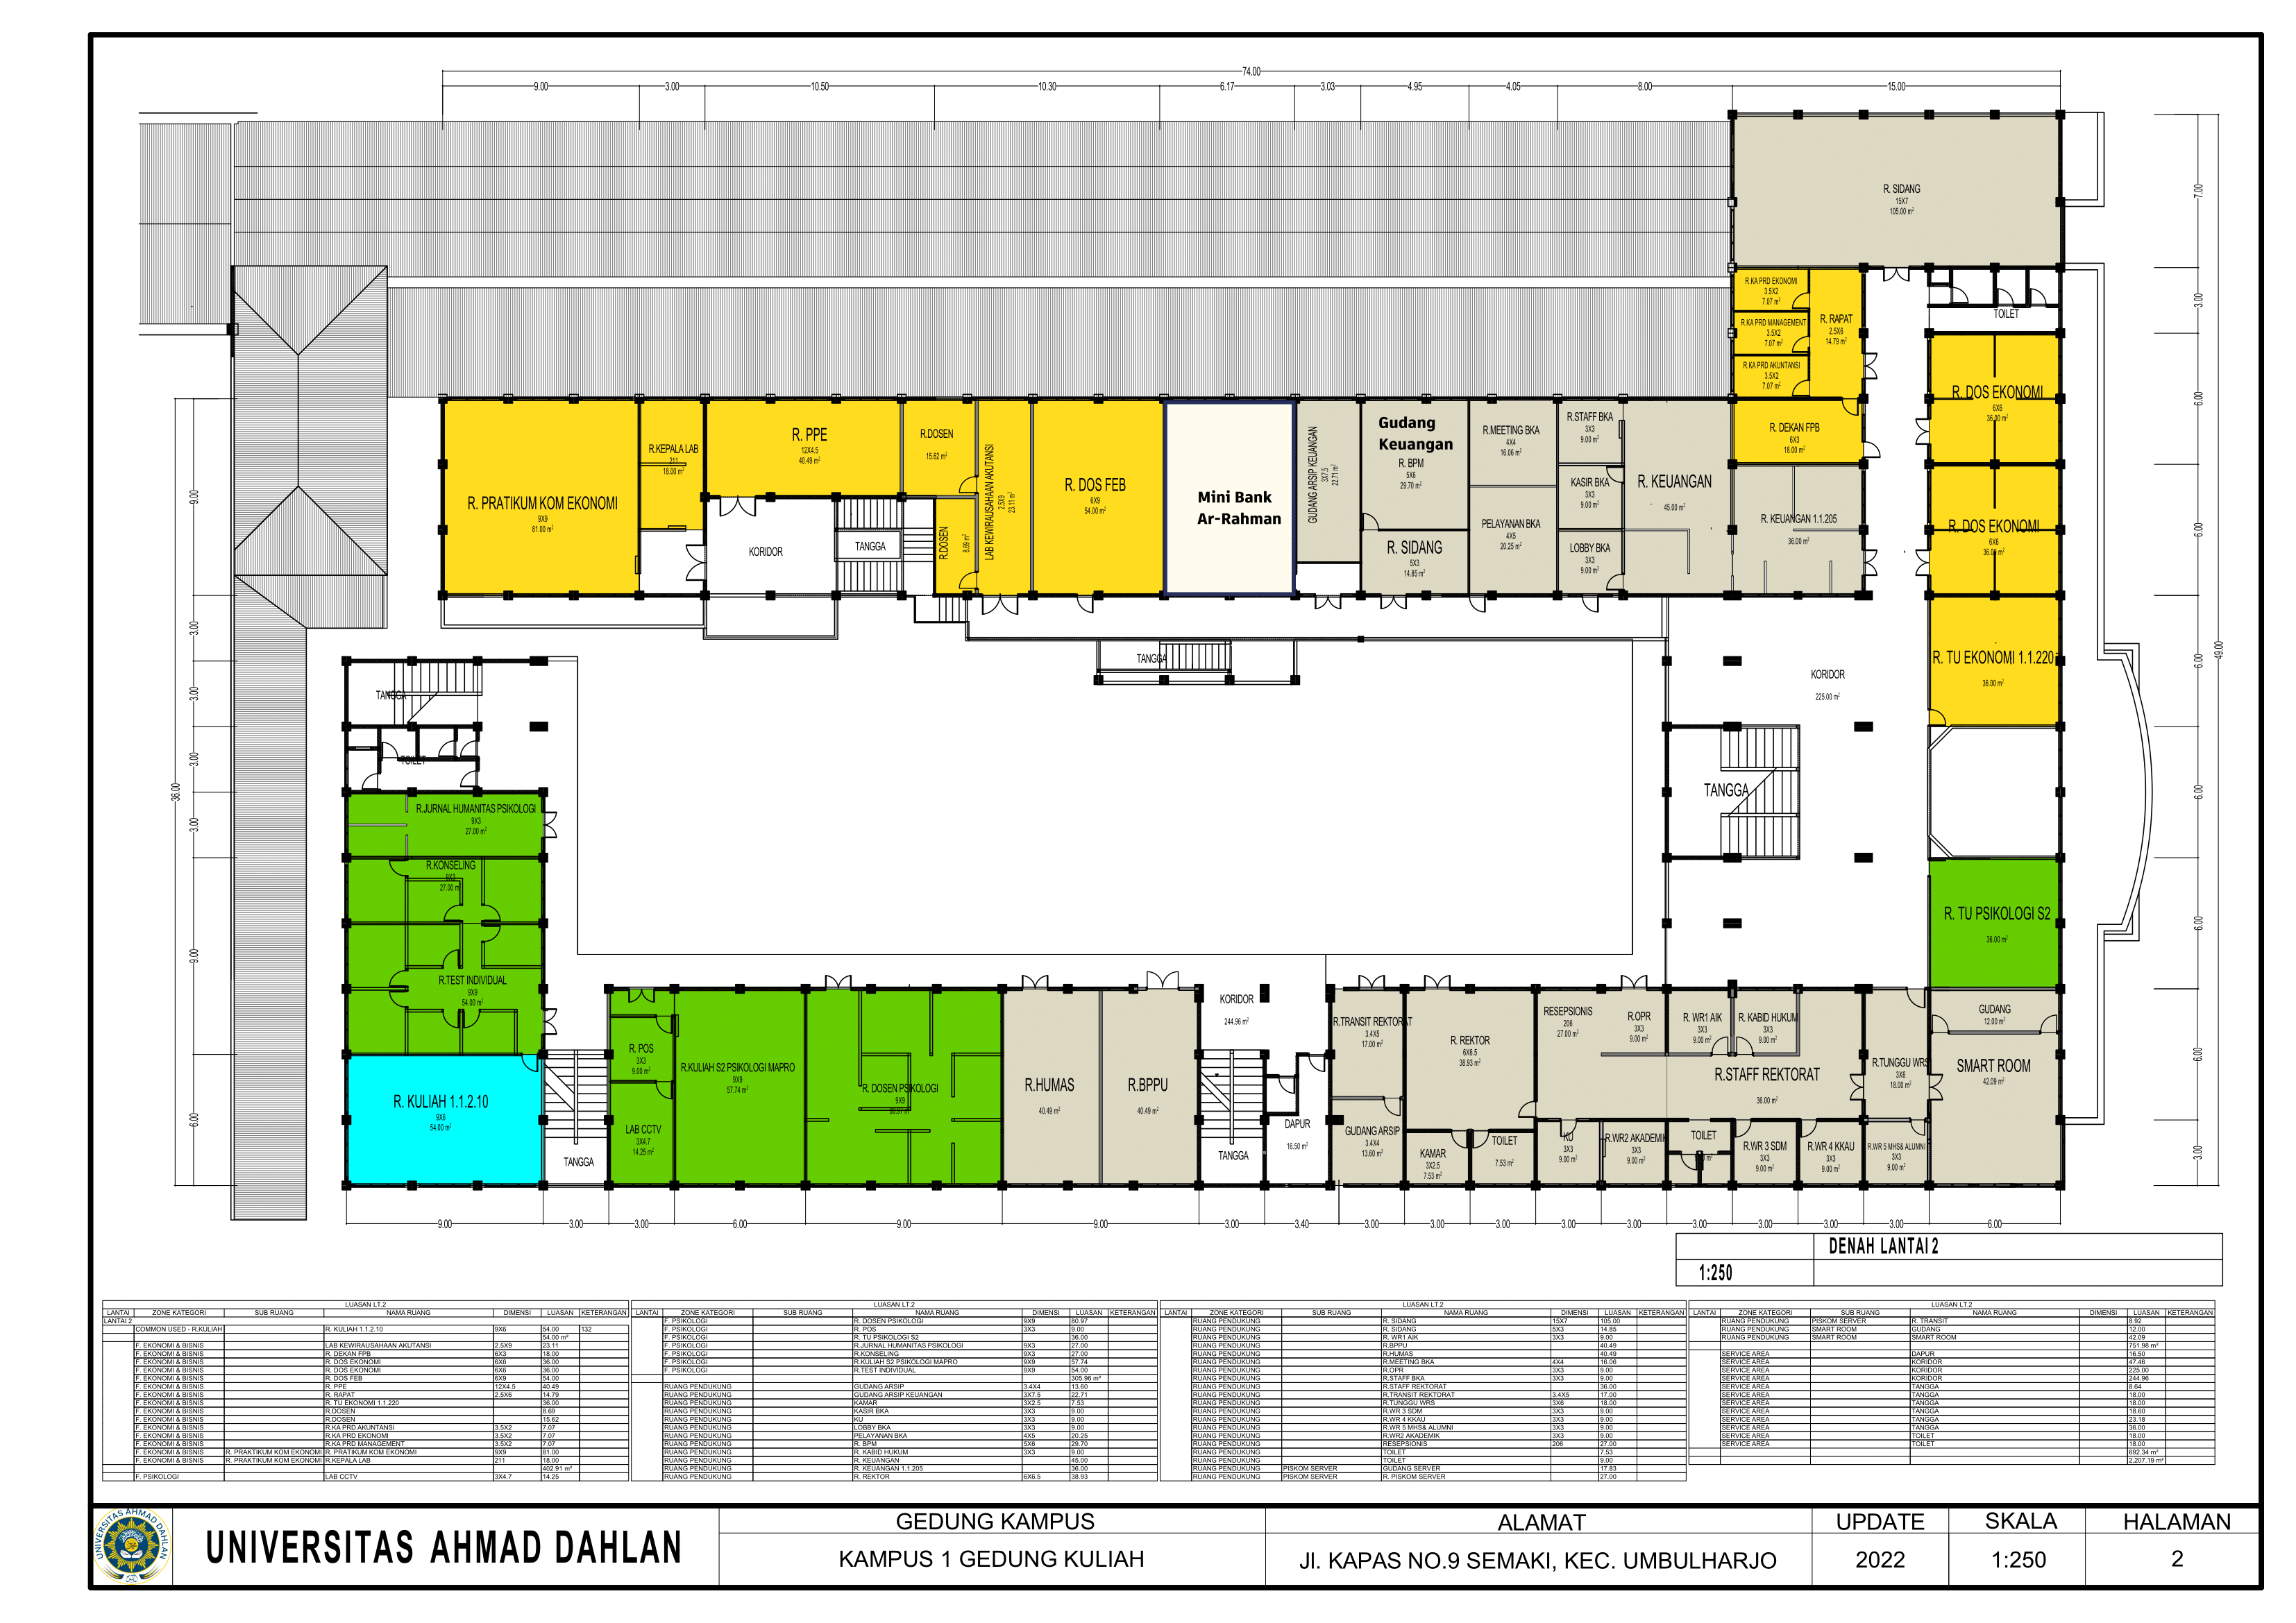 74.00
9.00 3.00 10.50 10.30 6.17 3.03 4.95 4.05 8.00 15.00
R. SIDANG
15X7
105.00 m²
7.00
3.00
6.00
6.00
6.00
6.00
6.00
6.00
3.00
49.00
R.KA PRD EKONOMI
3.5X2
7.07 m²
R.KA PRD MANAGEMENT
3.5X2
7.07 m²
R.KA PRD AKUNTANSI
3.5X2
7.07 m²
R. RAPAT
2.5X6
14.79 m²
TOILET
R. DOS EKONOMI
6X6
36.00 m²
R. DEKAN FPB
6X3
18.00 m²
R. DOS EKONOMI
6X6
36.00 m²
R. KEUANGAN 1.1.205
36.00 m²
R. TU EKONOMI 1.1.220
36.00 m²
R. PRATIKUM KOM EKONOMI
9X9
81.00 m²
R.KEPALA LAB
211
18.00 m²
R. PPE
12X4.5
40.49 m²
KORIDOR
TANGGA
R.DOSEN
15.62 m²
R.DOSEN
8.69 m²
LAB KEWIRAUSAHAAN AKUTANSI
2.5X9
23.11 m²
R. DOS FEB
6X9
54.00 m²
Mini Bank
Ar-Rahman
GUDANG ARSIP KEUANGAN
3X7.5
22.71 m²
Gudang
Keuangan
R. BPM
5X6
29.70 m²
R. SIDANG
5X3
14.85 m²
R.MEETING BKA
4X4
16.06 m²
PELAYANAN BKA
4X5
20.25 m²
R.STAFF BKA
3X3
9.00 m²
KASIR BKA
3X3
9.00 m²
LOBBY BKA
3X3
9.00 m²
R. KEUANGAN
45.00 m²
TANGGA
KORIDOR
225.00 m²
TANGGA
R. TU PSIKOLOGI S2
36.00 m²
9.00
3.00
3.00
3.00
3.00
9.00
6.00
36.00
TANGGA
TOILET
R.JURNAL HUMANITAS PSIKOLOGI
9X3
27.00 m²
R.KONSELING
9X3
27.00 m
R.TEST INDIVIDUAL
9X9
54.00 m²
R. KULIAH 1.1.2.10
9X6
54.00 m²
TANGGA
R. POS
3X3
9.00 m²
LAB CCTV
3X4.7
14.25 m²
R.KULIAH S2 PSIKOLOGI MAPRO
9X9
57.74 m²
R. DOSEN PSIKOLOGI
9X9
80.97 m²
R.HUMAS
40.49 m²
R.BPPU
40.49 m²
KORIDOR
244.96 m²
TANGGA
DAPUR
16.50 m²
R.TRANSIT REKTORAT
3.4X5
17.00 m²
GUDANG ARSIP
3.4X4
13.60 m²
R. REKTOR
6X6.5
38.93 m²
KAMAR
3X2.5
7.53 m²
TOILET
7.53 m²
RESEPSIONIS
206
27.00 m²
R.OPR
3X3
9.00 m²
R. WR1 AIK
3X3
9.00 m²
R. KABID HUKUM
3X3
9.00 m²
R.STAFF REKTORAT
36.00 m²
KU
3X3
9.00 m²
R.WR2 AKADEMIK
3X3
9.00 m²
TOILET
R.WR 3 SDM
3X3
9.00 m²
R.WR 4 KKAU
3X3
9.00 m²
R.WR 5 MHS& ALUMNI
3X3
9.00 m²
R.TUNGGU WRS
3X6
18.00 m²
GUDANG
12.00 m²
SMART ROOM
42.09 m²
9.00 3.00 3.00 6.00 9.00 9.00 3.00 3.40 3.00 3.00 3.00 3.00 3.00 3.00 3.00 3.00 3.00 6.00
DENAH LANTAI 2
1:250
LUASAN LT.2
LANTAI ZONE KATEGORI SUB RUANG NAMA RUANG DIMENSI LUASAN KETERANGAN
LANTAI 2
COMMON USED - R.KULIAH R. KULIAH 1.1.2.10 9X6 54.00 132
54.00 m²
F. EKONOMI & BISNIS LAB KEWIRAUSAHAAN AKUTANSI 2.5X9 23.11
F. EKONOMI & BISNIS R. DEKAN FPB 6X3 18.00
F. EKONOMI & BISNIS R. DOS EKONOMI 6X6 36.00
F. EKONOMI & BISNIS R. DOS EKONOMI 6X6 36.00
F. EKONOMI & BISNIS R. DOS FEB 6X9 54.00
F. EKONOMI & BISNIS R. PPE 12X4.5 40.49
F. EKONOMI & BISNIS R. RAPAT 2.5X6 14.79
F. EKONOMI & BISNIS R. TU EKONOMI 1.1.220 36.00
F. EKONOMI & BISNIS R.DOSEN 8.69
F. EKONOMI & BISNIS R.DOSEN 15.62
F. EKONOMI & BISNIS R.KA PRD AKUNTANSI 3.5X2 7.07
F. EKONOMI & BISNIS R.KA PRD EKONOMI 3.5X2 7.07
F. EKONOMI & BISNIS R.KA PRD MANAGEMENT 3.5X2 7.07
F. EKONOMI & BISNIS R. PRAKTIKUM KOM EKONOMI R. PRATIKUM KOM EKONOMI 9X9 81.00
F. EKONOMI & BISNIS R. PRAKTIKUM KOM EKONOMI R.KEPALA LAB 211 18.00
402.91 m²
F. PSIKOLOGI LAB CCTV 3X4.7 14.25
LUASAN LT.2
LANTAI ZONE KATEGORI SUB RUANG NAMA RUANG DIMENSI LUASAN KETERANGAN
F. PSIKOLOGI R. DOSEN PSIKOLOGI 9X9 80.97
F. PSIKOLOGI R. POS 3X3 9.00
F. PSIKOLOGI R. TU PSIKOLOGI S2 36.00
F. PSIKOLOGI R.JURNAL HUMANITAS PSIKOLOGI 9X3 27.00
F. PSIKOLOGI R.KONSELING 9X3 27.00
F. PSIKOLOGI R.KULIAH S2 PSIKOLOGI MAPRO 9X9 57.74
F. PSIKOLOGI R.TEST INDIVIDUAL 9X9 54.00
305.96 m²
RUANG PENDUKUNG GUDANG ARSIP 3.4X4 13.60
RUANG PENDUKUNG GUDANG ARSIP KEUANGAN 3X7.5 22.71
RUANG PENDUKUNG KAMAR 3X2.5 7.53
RUANG PENDUKUNG KASIR BKA 3X3 9.00
RUANG PENDUKUNG KU 3X3 9.00
RUANG PENDUKUNG LOBBY BKA 3X3 9.00
RUANG PENDUKUNG PELAYANAN BKA 4X5 20.25
RUANG PENDUKUNG R. BPM 5X6 29.70
RUANG PENDUKUNG R. KABID HUKUM 3X3 9.00
RUANG PENDUKUNG R. KEUANGAN 45.00
RUANG PENDUKUNG R. KEUANGAN 1.1.205 36.00
RUANG PENDUKUNG R. REKTOR 6X6.5 38.93
LUASAN LT.2
LANTAI ZONE KATEGORI SUB RUANG NAMA RUANG DIMENSI LUASAN KETERANGAN
RUANG PENDUKUNG R. SIDANG 15X7 105.00
RUANG PENDUKUNG R. SIDANG 5X3 14.85
RUANG PENDUKUNG R. WR1 AIK 3X3 9.00
RUANG PENDUKUNG R.BPPU 40.49
RUANG PENDUKUNG R.HUMAS 40.49
RUANG PENDUKUNG R.MEETING BKA 4X4 16.06
RUANG PENDUKUNG R.OPR 3X3 9.00
RUANG PENDUKUNG R.STAFF BKA 3X3 9.00
RUANG PENDUKUNG R.STAFF REKTORAT 36.00
RUANG PENDUKUNG R.TRANSIT REKTORAT 3.4X5 17.00
RUANG PENDUKUNG R.TUNGGU WRS 3X6 18.00
RUANG PENDUKUNG R.WR 3 SDM 3X3 9.00
RUANG PENDUKUNG R.WR 4 KKAU 3X3 9.00
RUANG PENDUKUNG R.WR 5 MHS& ALUMNI 3X3 9.00
RUANG PENDUKUNG R.WR2 AKADEMIK 3X3 9.00
RUANG PENDUKUNG RESEPSIONIS 206 27.00
RUANG PENDUKUNG TOILET 7.53
RUANG PENDUKUNG TOILET 9.00
RUANG PENDUKUNG PISKOM SERVER GUDANG SERVER 17.83
RUANG PENDUKUNG PISKOM SERVER R. PISKOM SERVER 27.00
LUASAN LT.2
LANTAI ZONE KATEGORI SUB RUANG NAMA RUANG DIMENSI LUASAN KETERANGAN
RUANG PENDUKUNG PISKOM SERVER R. TRANSIT 8.92
RUANG PENDUKUNG SMART ROOM GUDANG 12.00
RUANG PENDUKUNG SMART ROOM SMART ROOM 42.09
751.98 m²
SERVICE AREA DAPUR 16.50
SERVICE AREA KORIDOR 47.46
SERVICE AREA KORIDOR 225.00
SERVICE AREA KORIDOR 244.96
SERVICE AREA TANGGA 8.64
SERVICE AREA TANGGA 18.00
SERVICE AREA TANGGA 18.00
SERVICE AREA TANGGA 18.60
SERVICE AREA TANGGA 23.18
SERVICE AREA TANGGA 36.00
SERVICE AREA TOILET 18.00
SERVICE AREA TOILET 18.00
692.34 m²
2,207.19 m²
UNIVERSITAS AHMAD DAHLAN
UNIVERSITAS AHMAD DAHLAN
GEDUNG KAMPUS
KAMPUS 1 GEDUNG KULIAH
ALAMAT
Jl. KAPAS NO.9 SEMAKI, KEC. UMBULHARJO
UPDATE
2022
SKALA
1:250
HALAMAN
2